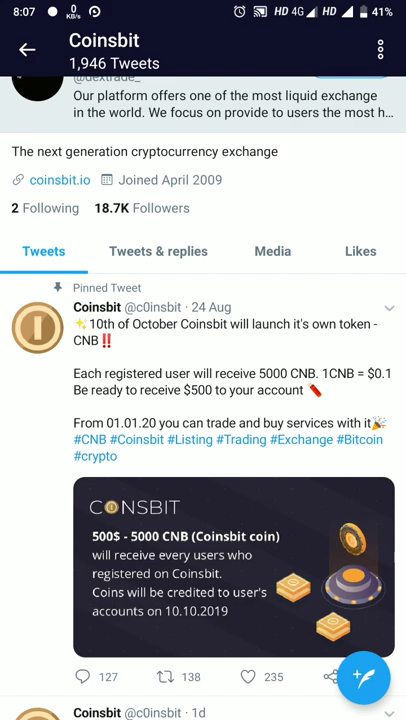 8:07
0
KB/s
HD 4G
HD
41%
Coinsbit
1,946 Tweets
@dextrade_
Our platform offers one of the most liquid exchange
in the world. We focus on provide to users the most h...
The next generation cryptocurrency exchange
coinsbit.io
Joined April 2009
2 Following 18.7K Followers
Tweets
Tweets & replies
Media
Likes
Pinned Tweet
Coinsbit @c0insbit · 24 Aug
✨10th of October Coinsbit will launch it's own token -
CNB‼️
Each registered user will receive 5000 CNB. 1CNB = $0.1
Be ready to receive $500 to your account 🧨
From 01.01.20 you can trade and buy services with it🎉
#CNB #Coinsbit #Listing #Trading #Exchange #Bitcoin
#crypto
COINSBIT
500$ - 5000 CNB (Coinsbit coin)
will receive every users who
registered on Coinsbit.
Coins will be credited to user's
accounts on 10.10.2019
127
138
235
Coinsbit @c0insbit · 1d